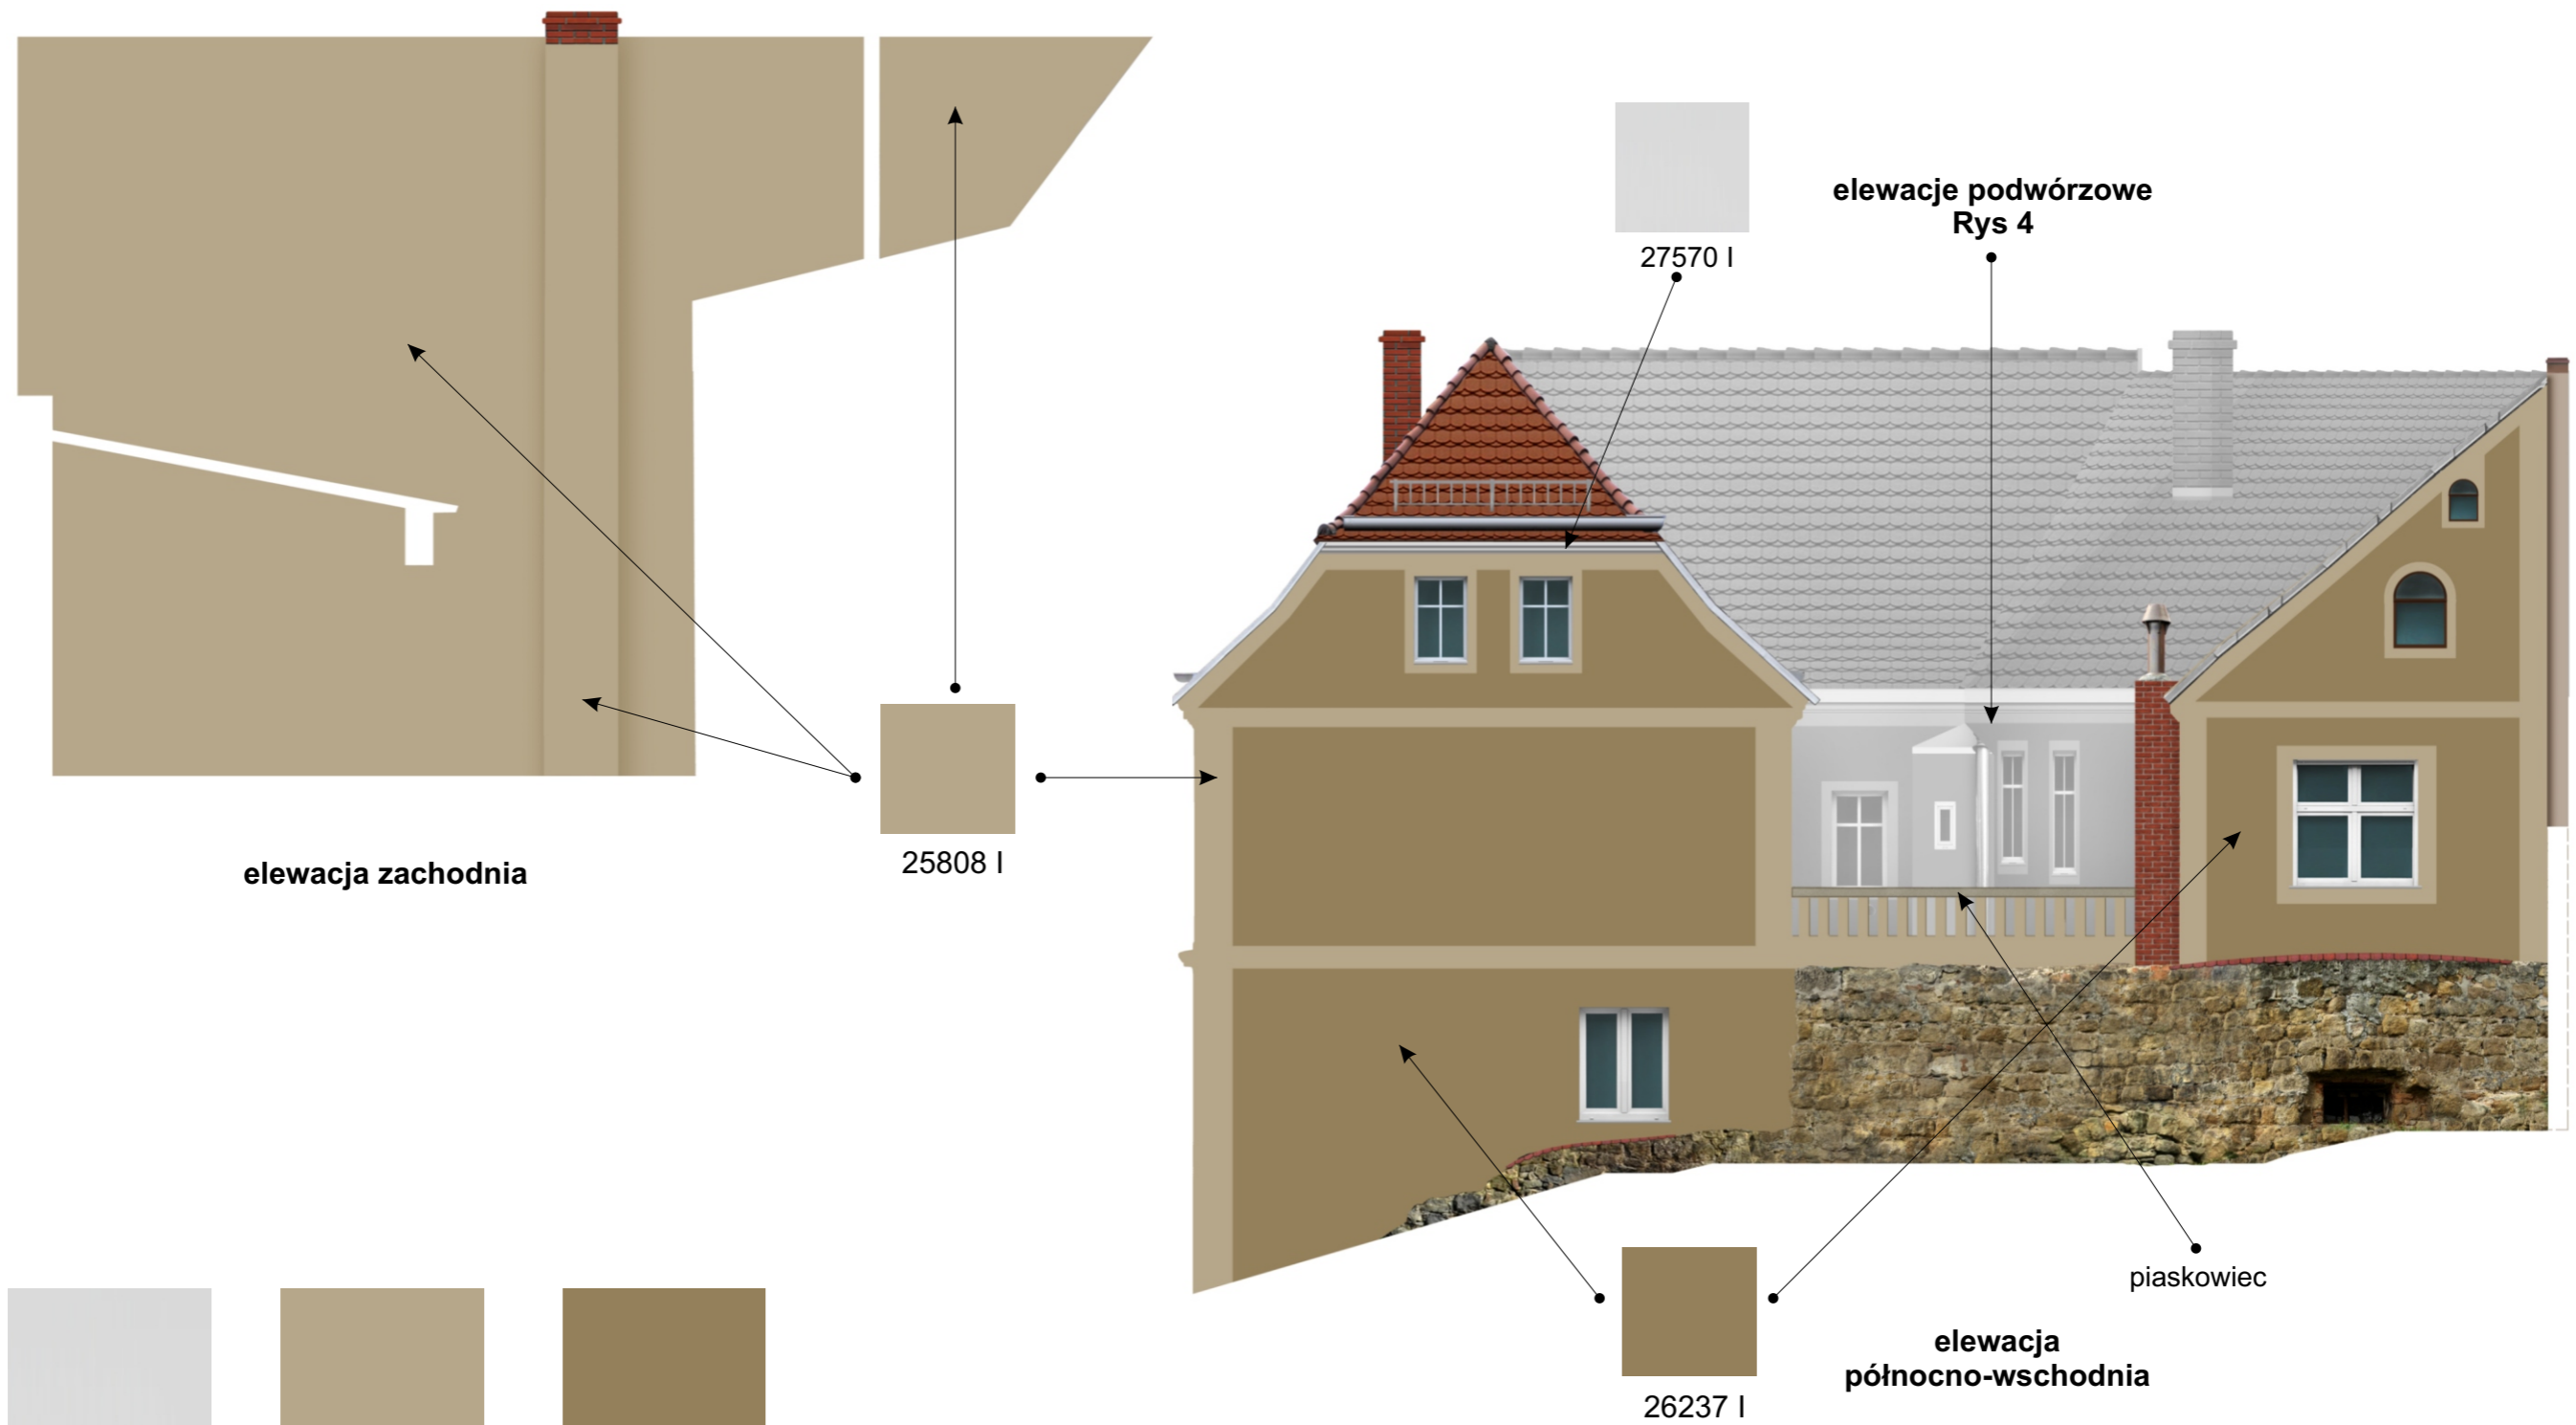 elewacje podwórzowe
Rys 4
27570 I
25808 I
elewacja zachodnia
piaskowiec
26237 I
elewacja
północno-wschodnia